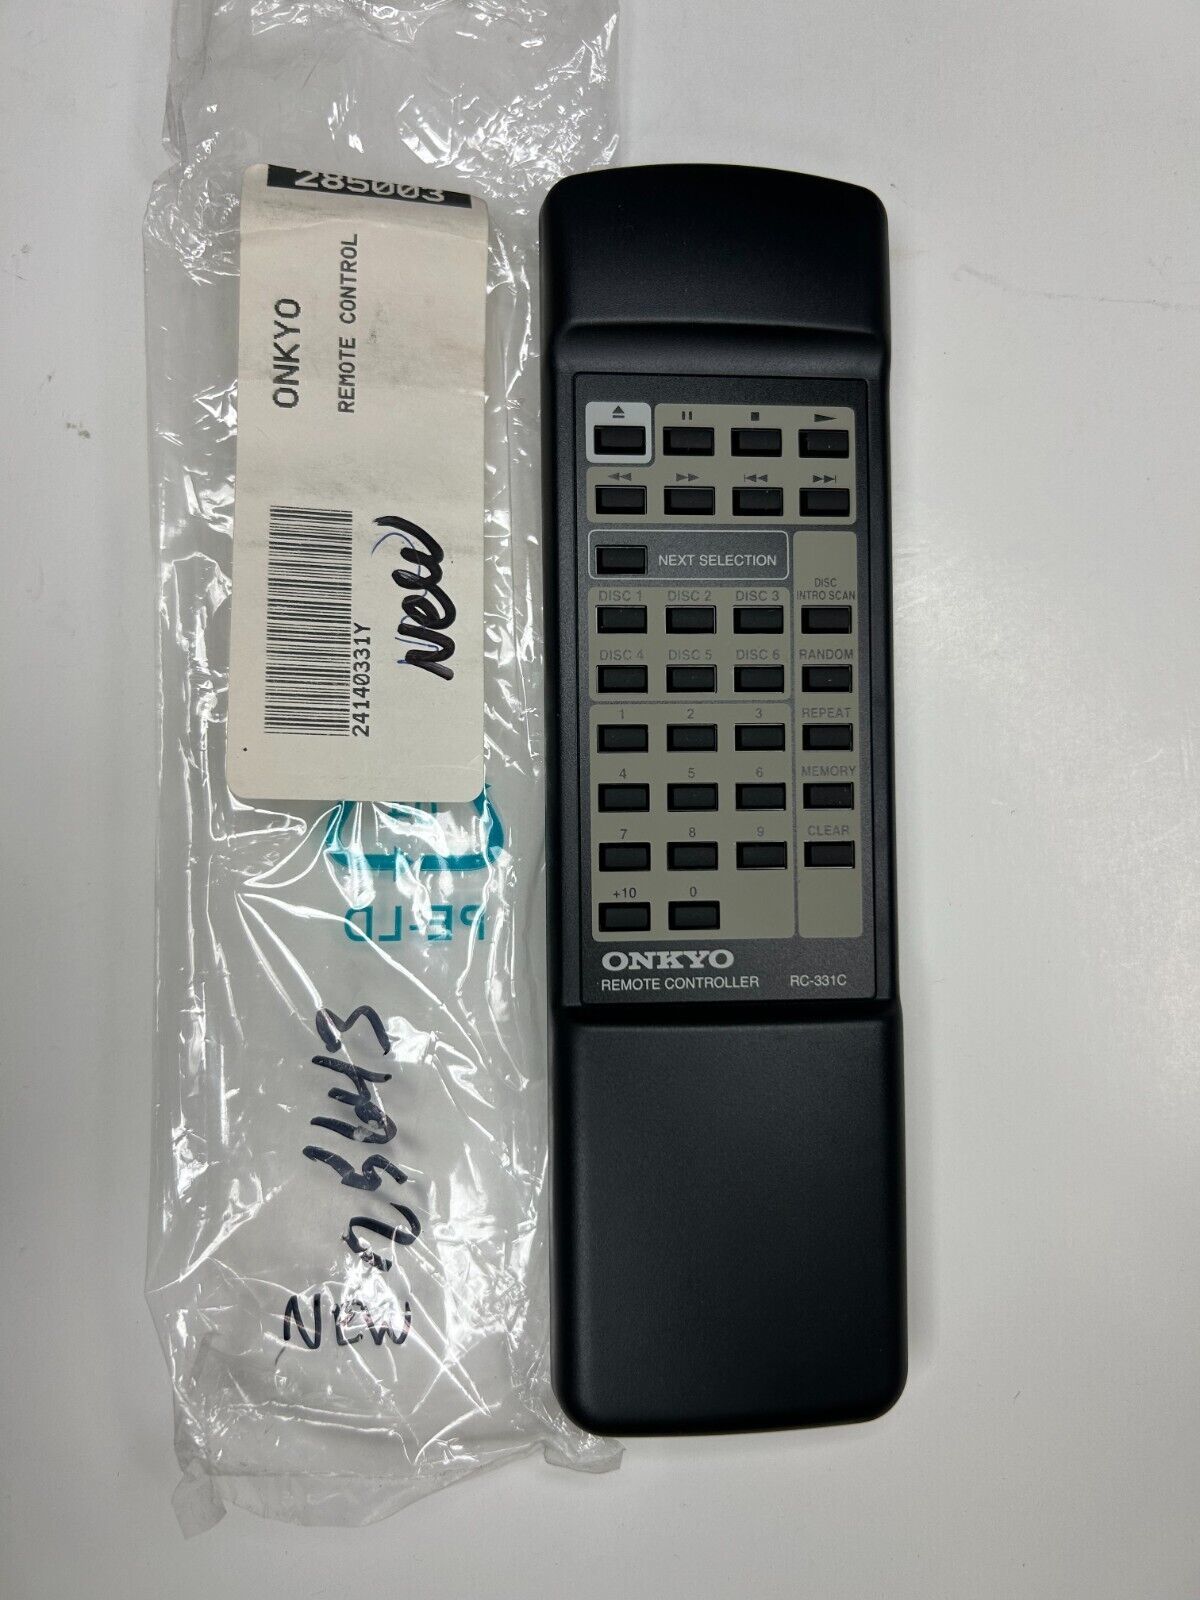 285003
ONKYO
REMOTE CONTROL
24140331Y
New
PE-LD
NEW
NEXT SELECTION
DISC
INTRO SCAN
DISC 1 DISC 2 DISC 3
DISC 4 DISC 5 DISC 6 RANDOM
1 2 3 REPEAT
4 5 6 MEMORY
7 8 9 CLEAR
+10 0
ONKYO
REMOTE CONTROLLER RC-331C